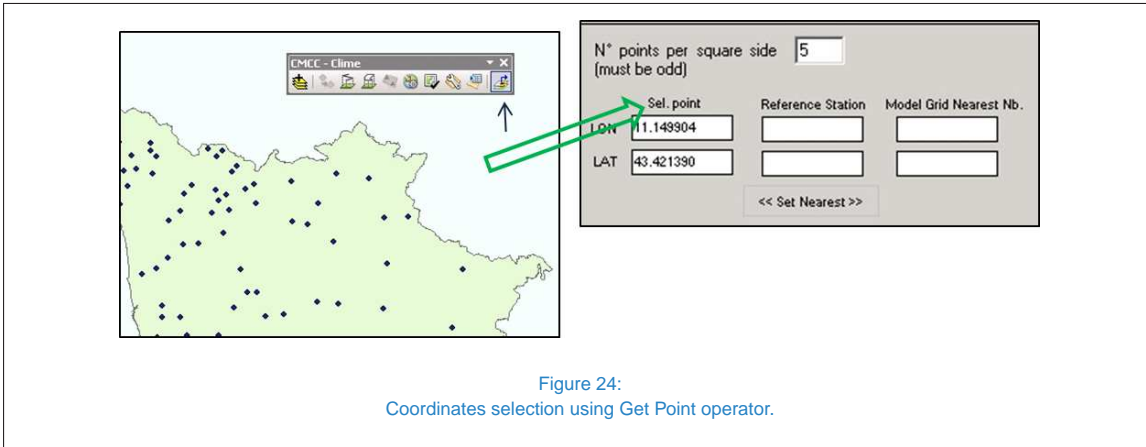 CMCC - Clime
N° points per square side 5
(must be odd)
Sel. point Reference Station Model Grid Nearest Nb.
LON 11.149904
LAT 43.421390
<< Set Nearest >>
Figure 24:
Coordinates selection using Get Point operator.